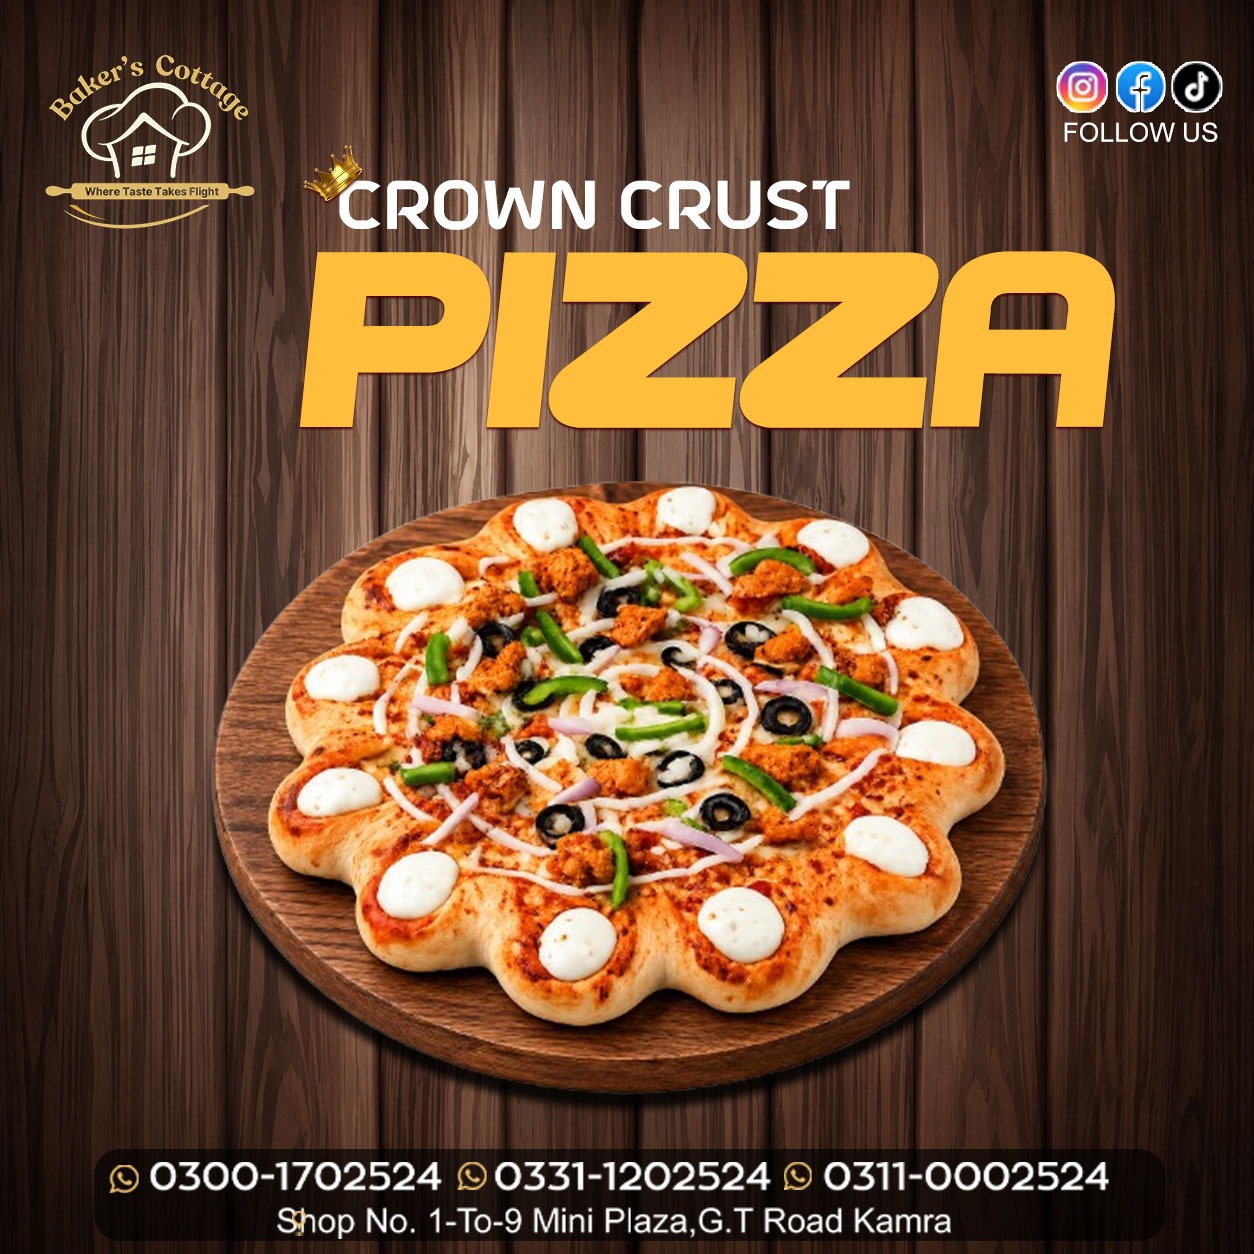 Baker's Cottage
Where Taste Takes Flight
FOLLOW US
CROWN CRUST
PIZZA
0300-1702524 0331-1202524 0311-0002524
Shop No. 1-To-9 Mini Plaza,G.T Road Kamra